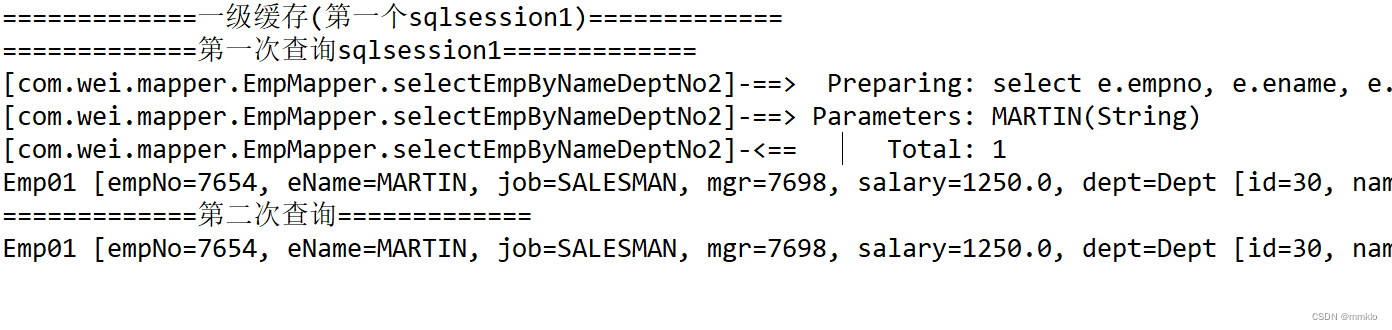 =============一级缓存(第一个sqlsession1)=============
=============第一次查询sqlsession1=============
[com.wei.mapper.EmpMapper.selectEmpByNameDeptNo2]-==>  Preparing: select e.empno, e.ename, e.
[com.wei.mapper.EmpMapper.selectEmpByNameDeptNo2]-==> Parameters: MARTIN(String)
[com.wei.mapper.EmpMapper.selectEmpByNameDeptNo2]-<==      Total: 1
Emp01 [empNo=7654, eName=MARTIN, job=SALESMAN, mgr=7698, salary=1250.0, dept=Dept [id=30, nam
=============第二次查询=============
Emp01 [empNo=7654, eName=MARTIN, job=SALESMAN, mgr=7698, salary=1250.0, dept=Dept [id=30, nam
CSDN @mmklo